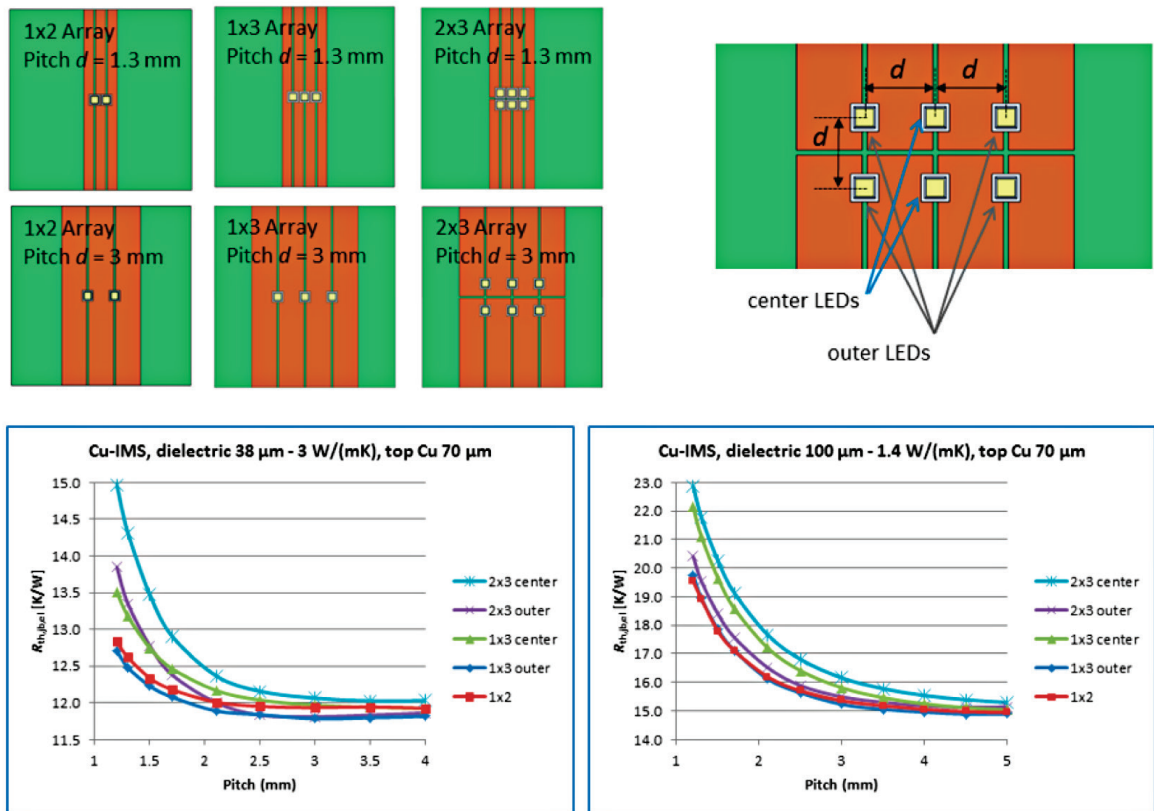 1x2 Array
Pitch d = 1.3 mm
1x3 Array
Pitch d = 1.3 mm
2x3 Array
Pitch d = 1.3 mm
1x2 Array
Pitch d = 3 mm
1x3 Array
Pitch d = 3 mm
2x3 Array
Pitch d = 3 mm
d
d
d
center LEDs
outer LEDs
Cu-IMS, dielectric 38 µm - 3 W/(mK), top Cu 70 µm
15.0
14.5
14.0
13.5
13.0
12.5
12.0
11.5
Rth,jb,el [K/W]
1
1.5
2
2.5
3
3.5
4
Pitch (mm)
2x3 center
2x3 outer
1x3 center
1x3 outer
1x2
Cu-IMS, dielectric 100 µm - 1.4 W/(mK), top Cu 70 µm
23.0
22.0
21.0
20.0
19.0
18.0
17.0
16.0
15.0
14.0
Rth,jb,el [K/W]
1
2
3
4
5
Pitch (mm)
2x3 center
2x3 outer
1x3 center
1x3 outer
1x2